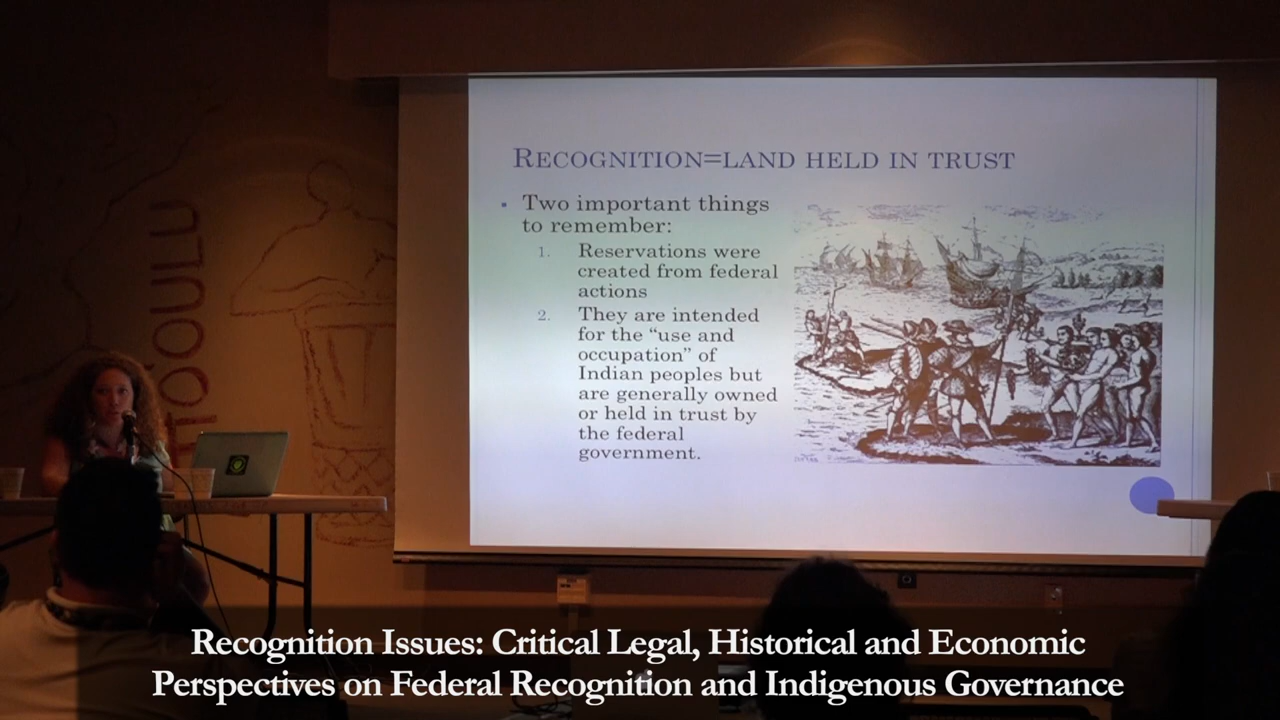 RECOGNITION=LAND HELD IN TRUST
▪ Two important things
to remember:
1. Reservations were
created from federal
actions
2. They are intended
for the “use and
occupation” of
Indian peoples but
are generally owned
or held in trust by
the federal
government.
Recognition Issues: Critical Legal, Historical and Economic
Perspectives on Federal Recognition and Indigenous Governance